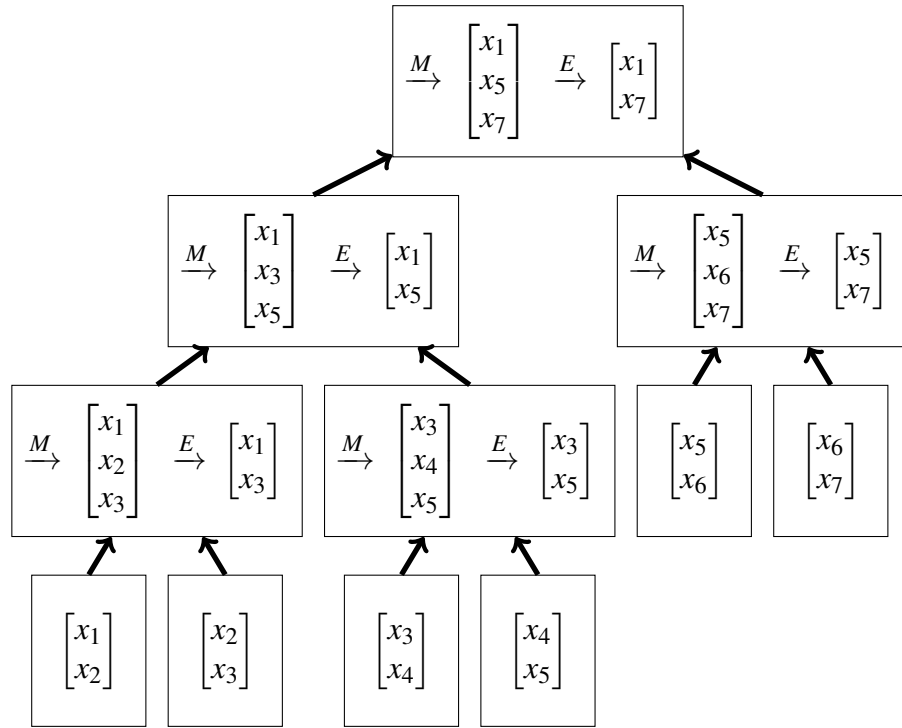 M→ [x₁ x₅ x₇] E→ [x₁ x₇]
M→ [x₁ x₃ x₅] E→ [x₁ x₅]
M→ [x₅ x₆ x₇] E→ [x₅ x₇]
M→ [x₁ x₂ x₃] E→ [x₁ x₃]
M→ [x₃ x₄ x₅] E→ [x₃ x₅]
[x₅ x₆]
[x₆ x₇]
[x₁ x₂]
[x₂ x₃]
[x₃ x₄]
[x₄ x₅]